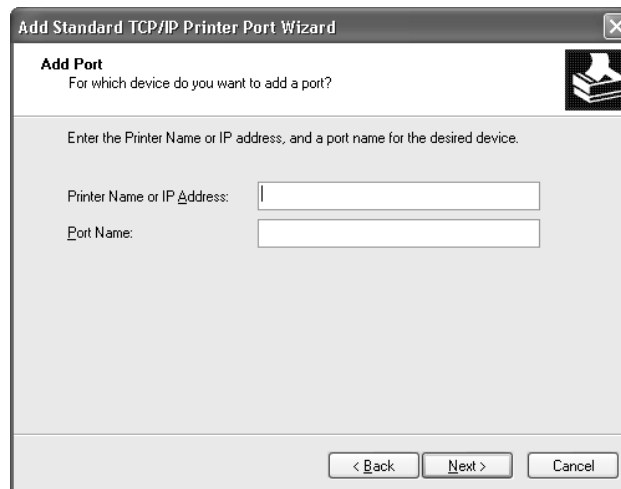 Add Standard TCP/IP Printer Port Wizard
Add Port
For which device do you want to add a port?
Enter the Printer Name or IP address, and a port name for the desired device.
Printer Name or IP Address:
Port Name:
< Back
Next >
Cancel